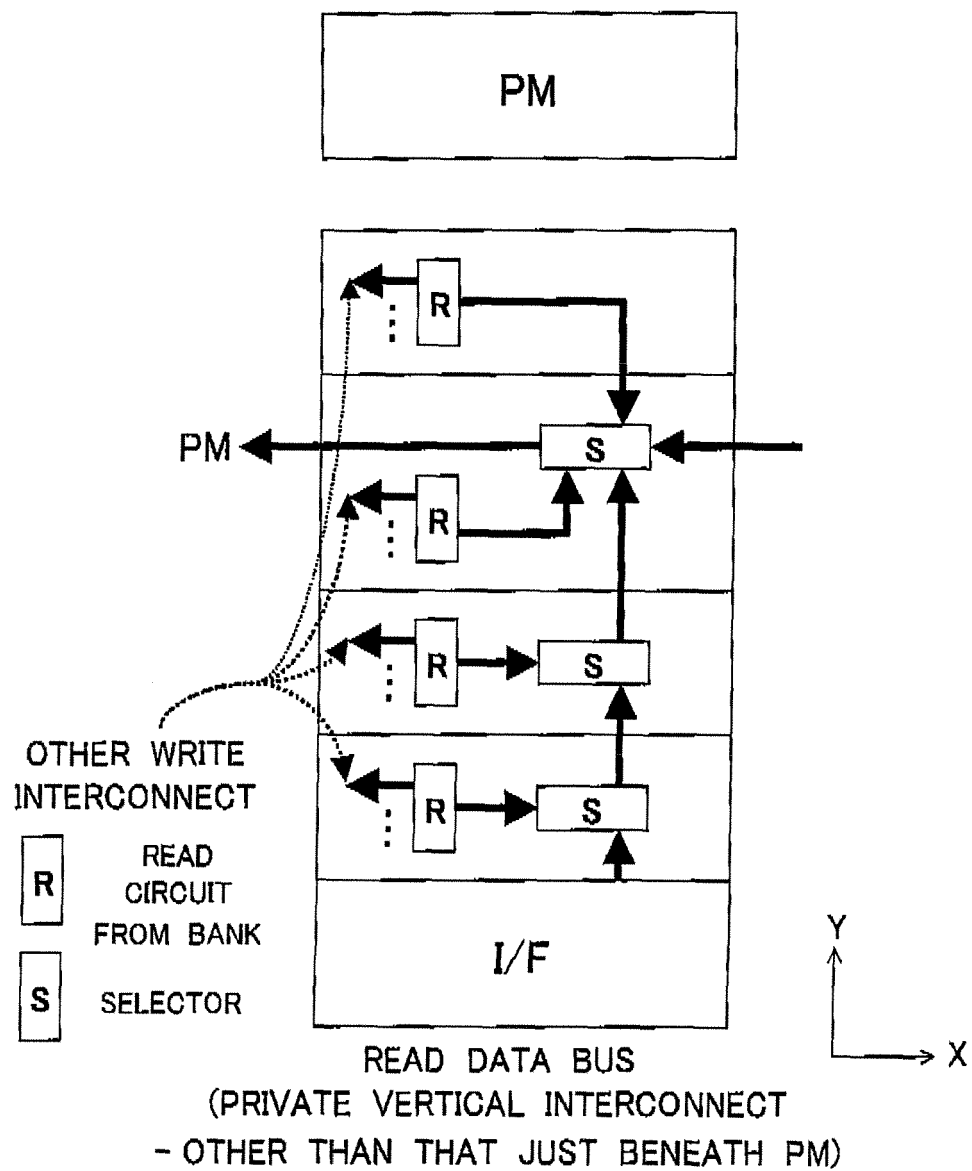 PM
R
PM
S
R
R
S
R
S
OTHER WRITE
INTERCONNECT
R
READ
CIRCUIT
FROM BANK
S
SELECTOR
I/F
Y
X
READ DATA BUS
(PRIVATE VERTICAL INTERCONNECT
- OTHER THAN THAT JUST BENEATH PM)